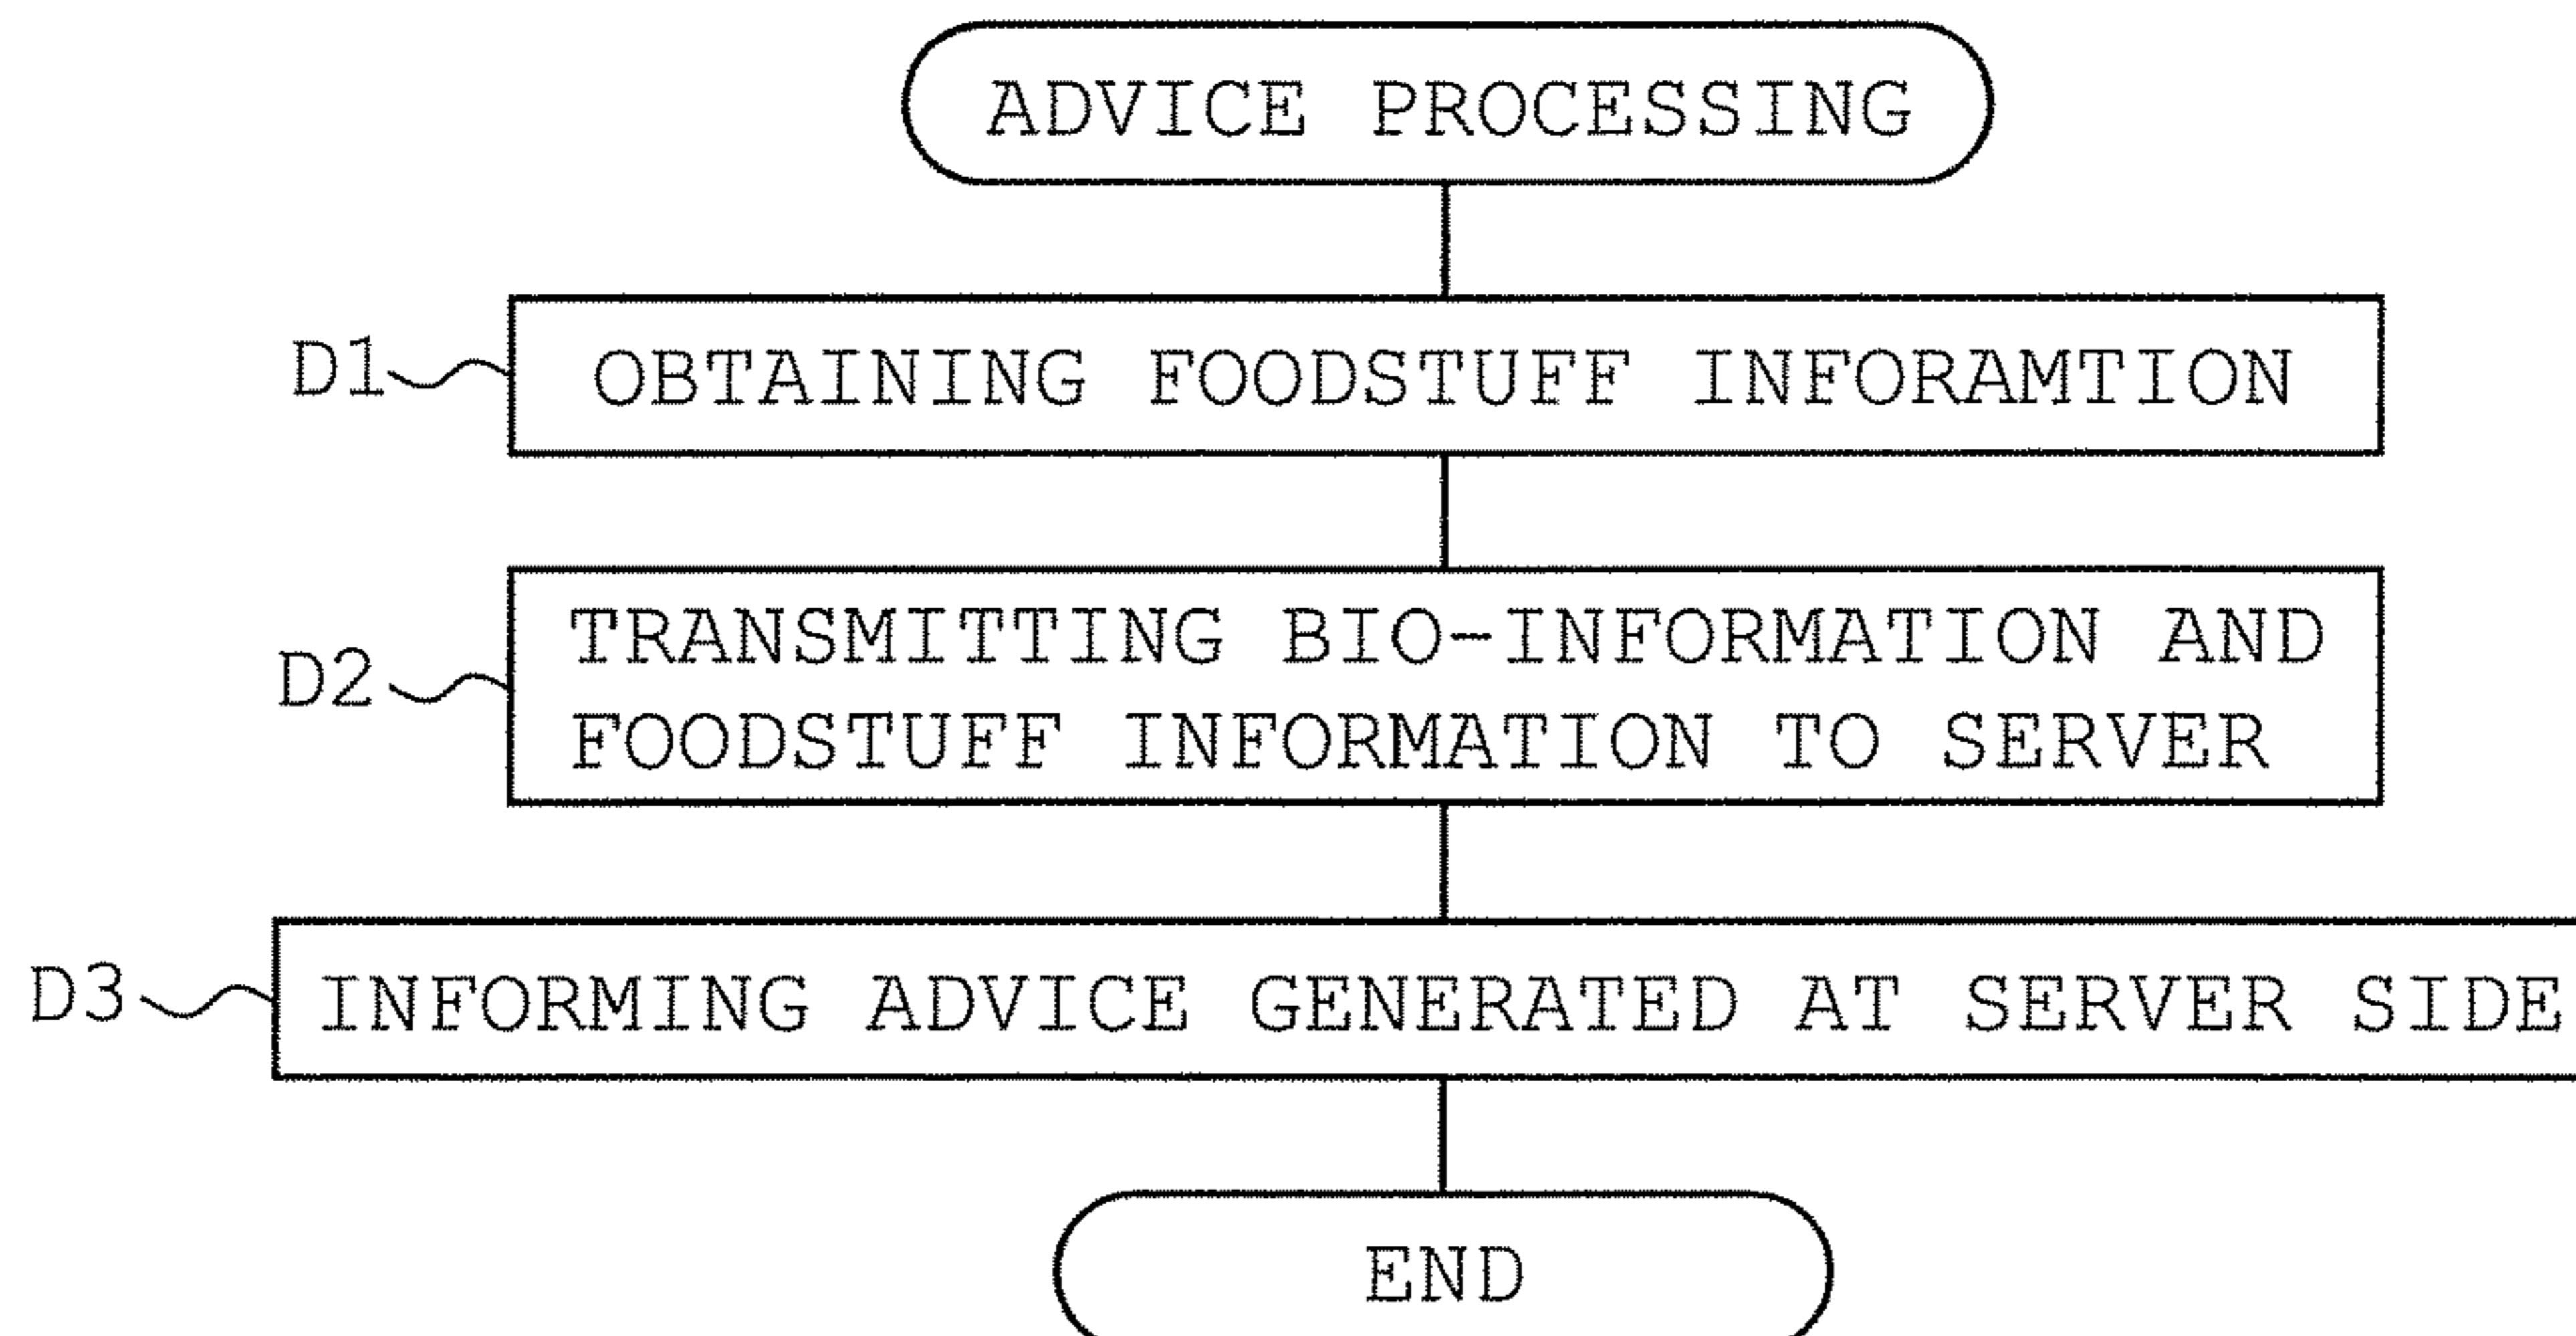 ADVICE PROCESSING
D1
OBTAINING FOODSTUFF INFORAMTION
D2
TRANSMITTING BIO-INFORMATION AND
FOODSTUFF INFORMATION TO SERVER
D3
INFORMING ADVICE GENERATED AT SERVER SIDE
END